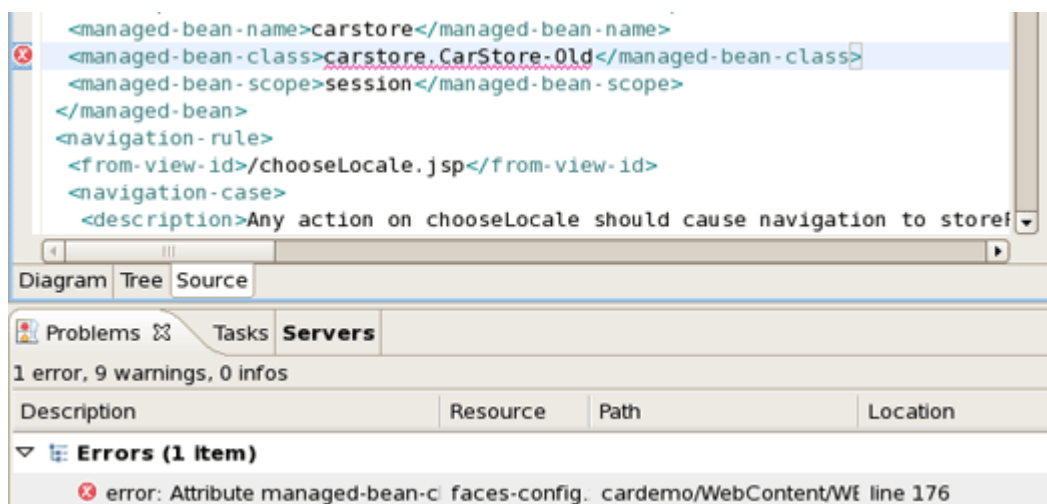 <managed-bean-name>carstore</managed-bean-name>
<managed-bean-class>carstore.CarStore-Old</managed-bean-class>
<managed-bean-scope>session</managed-bean-scope>
</managed-bean>
<navigation-rule>
<from-view-id>/chooseLocale.jsp</from-view-id>
<navigation-case>
<description>Any action on chooseLocale should cause navigation to storeF
Diagram Tree Source
Problems Tasks Servers
1 error, 9 warnings, 0 infos
Description Resource Path Location
Errors (1 item)
error: Attribute managed-bean-c faces-config. cardemo/WebContent/WE line 176